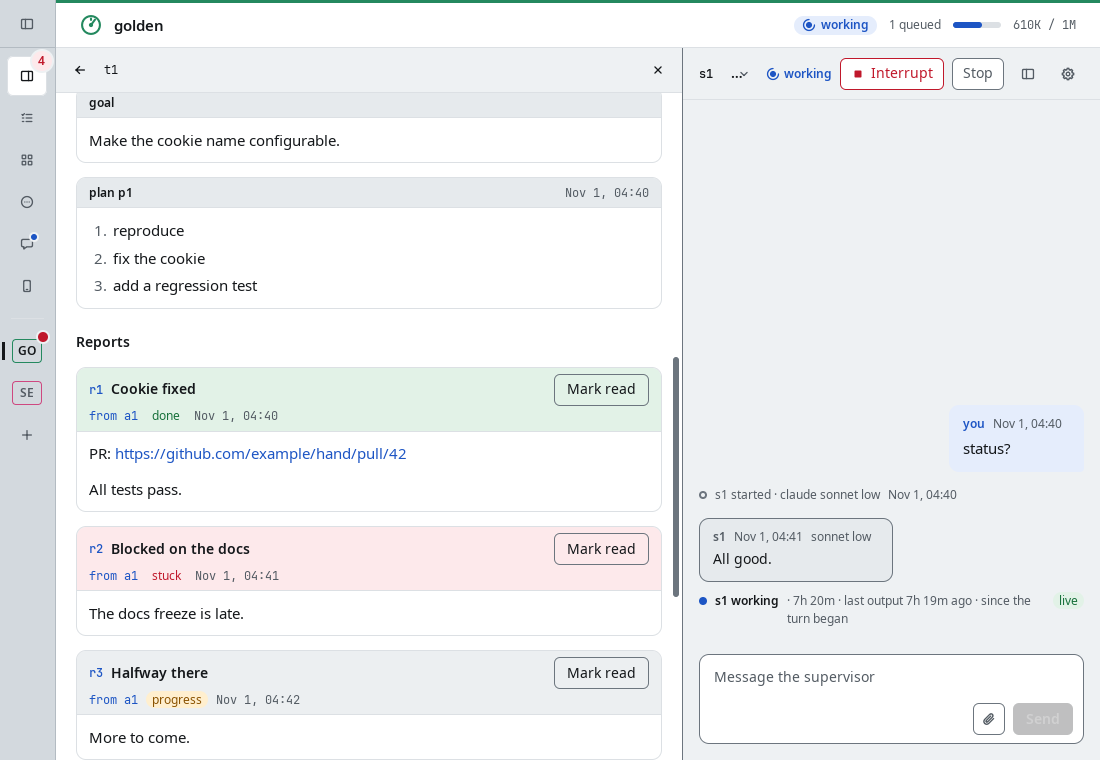 golden
working
1 queued
610K / 1M
4
t1
s1
...
working
Interrupt
Stop
goal
Make the cookie name configurable.
plan p1
Nov 1, 04:40
1. reproduce
2. fix the cookie
3. add a regression test
Reports
r1 Cookie fixed
Mark read
from a1 done Nov 1, 04:40
PR: https://github.com/example/hand/pull/42
All tests pass.
r2 Blocked on the docs
Mark read
from a1 stuck Nov 1, 04:41
The docs freeze is late.
r3 Halfway there
Mark read
from a1 progress Nov 1, 04:42
More to come.
GO
SE
you Nov 1, 04:40
status?
s1 started · claude sonnet low Nov 1, 04:40
s1 Nov 1, 04:41 sonnet low
All good.
s1 working · 7h 20m · last output 7h 19m ago · since the
turn began
live
Message the supervisor
Send